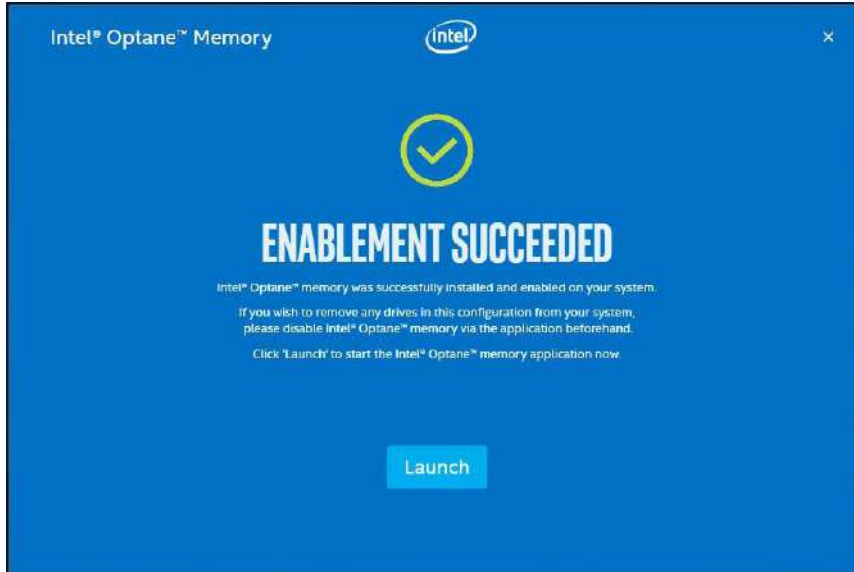 Intel® Optane™ Memory
intel
×
ENABLEMENT SUCCEEDED
Intel® Optane™ memory was successfully installed and enabled on your system.
If you wish to remove any drives in this configuration from your system,
please disable Intel® Optane™ memory via the application beforehand.
Click 'Launch' to start the Intel® Optane™ memory application now.
Launch